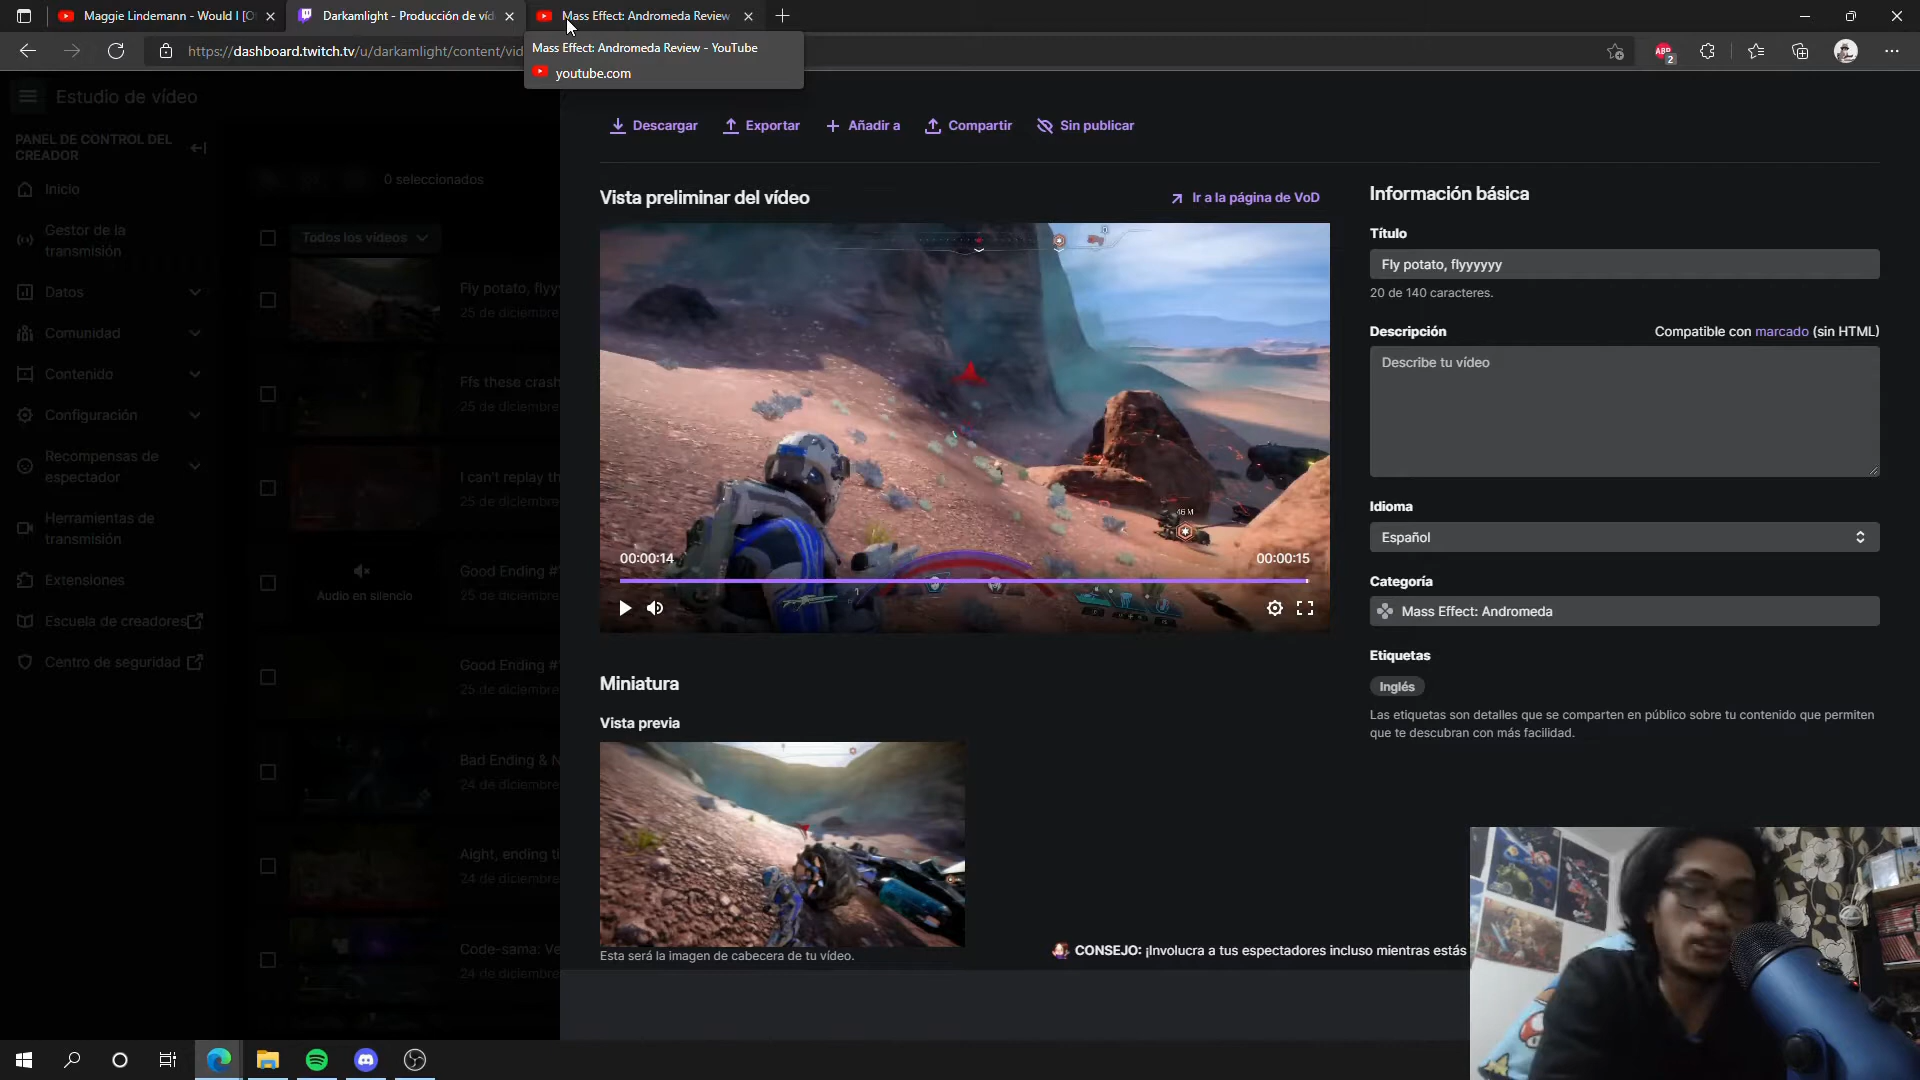 Maggie Lindemann - Would I [O
Darkamlight - Producción de víd
Mass Effect: Andromeda Review
https://dashboard.twitch.tv/u/darkamlight/content/vid
Mass Effect: Andromeda Review - YouTube
youtube.com
ABP
2
Estudio de vídeo
PANEL DE CONTROL DEL
CREADOR
Inicio
Gestor de la
transmisión
Datos
Comunidad
Contenido
Configuración
Recompensas de
espectador
Herramientas de
transmisión
Extensiones
Escuela de creadores
Centro de seguridad
0 seleccionados
Todos los vídeos
Fly potato, flyy
25 de diciembre
Ffs these crash
25 de diciembre
I can't replay th
25 de diciembre
Audio en silencio
Good Ending #
25 de diciembre
Good Ending #
25 de diciembre
Bad Ending & N
24 de diciembre
Aight, ending ti
24 de diciembre
Code-sama: Ve
24 de diciembre
Descargar
Exportar
Añadir a
Compartir
Sin publicar
Vista preliminar del vídeo
Ir a la página de VoD
46 M
00:00:14
00:00:15
Miniatura
Vista previa
Esta será la imagen de cabecera de tu vídeo.
CONSEJO: ¡Involucra a tus espectadores incluso mientras estás
Información básica
Título
Fly potato, flyyyyyy
20 de 140 caracteres.
Descripción
Compatible con marcado (sin HTML)
Describe tu vídeo
Idioma
Español
Categoría
Mass Effect: Andromeda
Etiquetas
Inglés
Las etiquetas son detalles que se comparten en público sobre tu contenido que permiten
que te descubran con más facilidad.